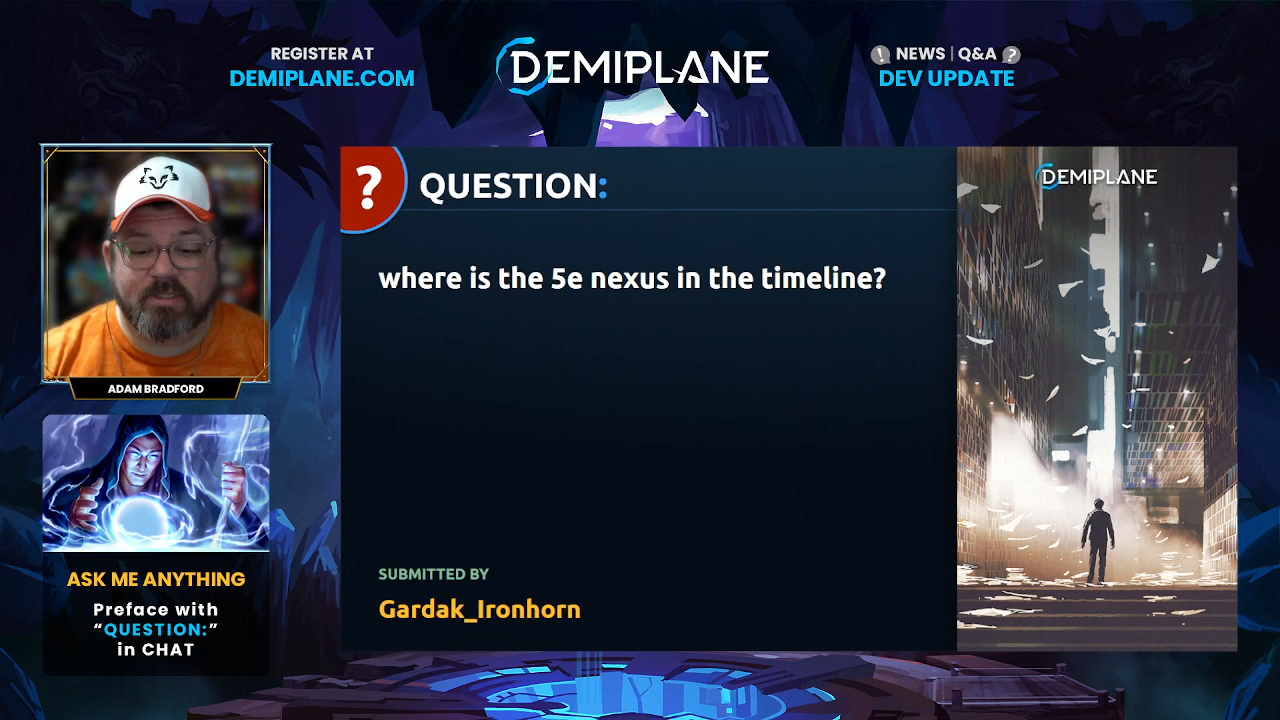 REGISTER AT
DEMIPLANE.COM
DEMIPLANE
! NEWS | Q&A ?
DEV UPDATE
ADAM BRADFORD
ASK ME ANYTHING
Preface with
“QUESTION:”
in CHAT
?
QUESTION:
where is the 5e nexus in the timeline?
SUBMITTED BY
Gardak_Ironhorn
DEMIPLANE